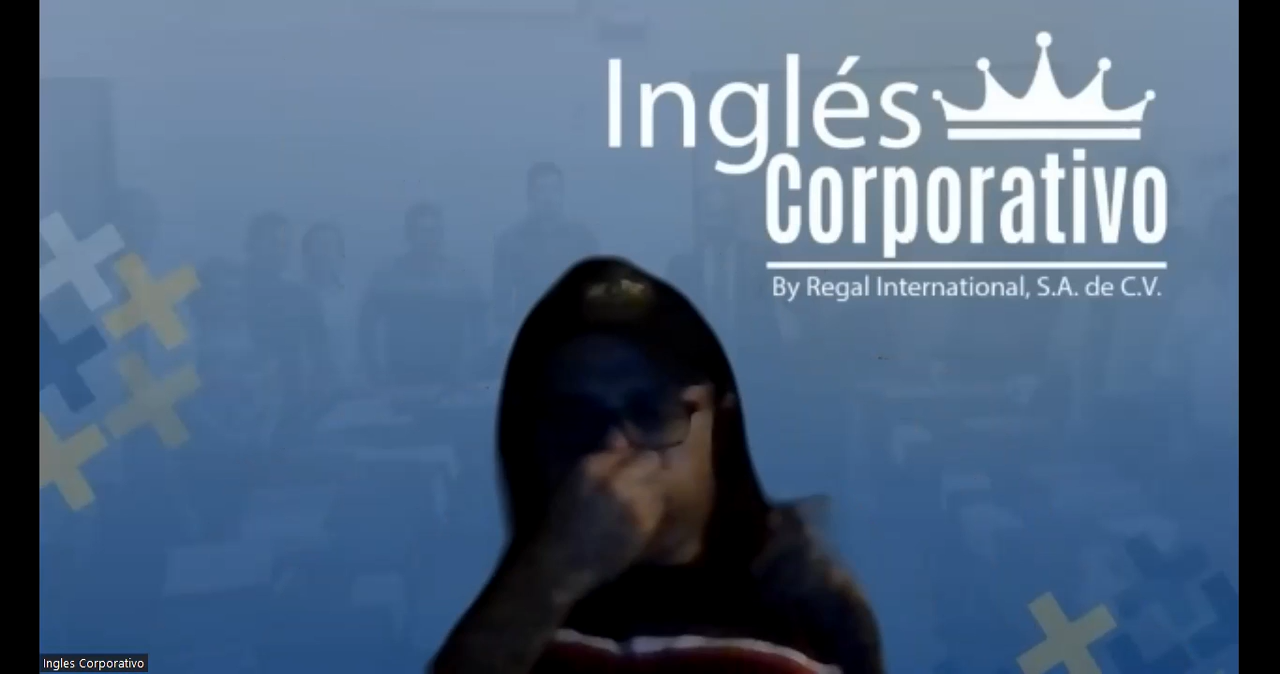 Inglés
Corporativo
By Regal International, S.A. de C.V.
Ingles Corporativo